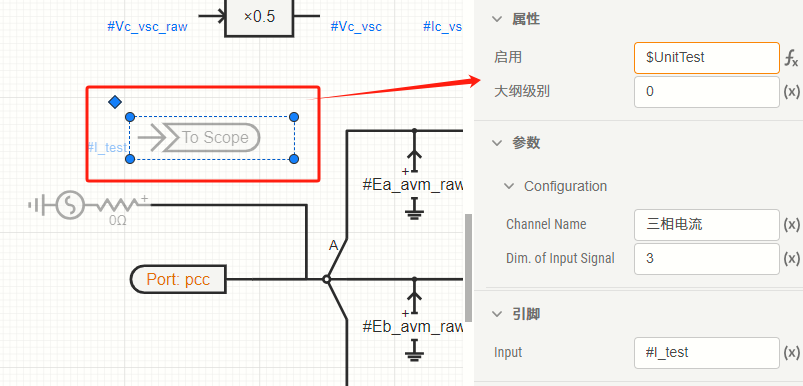 ×0.5
#Vc_vsc_raw
#Vc_vsc
#Ic_vs
To Scope
#I_test
+
0Ω
#Ea_avm_raw
+
A
Port: pcc
+
#Eb_avm_raw
属性
启用
$UnitTest
fx
大纲级别
0
(x)
参数
Configuration
Channel Name
三相电流
(x)
Dim. of Input Signal
3
(x)
引脚
Input
#I_test
(x)